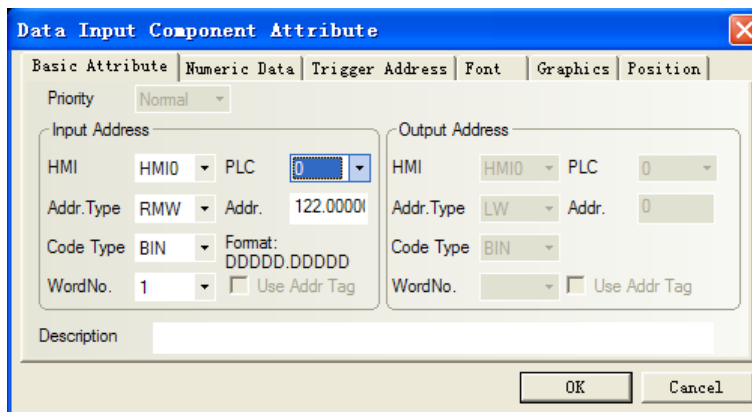 Data Input Component Attribute
Basic Attribute Numeric Data Trigger Address Font Graphics Position
Priority Normal
Input Address Output Address
HMI HMI0 PLC 0 HMI HMI0 PLC 0
Addr.Type RMW Addr. 122.0000 Addr.Type LW Addr. 0
Code Type BIN Format: DDDDD.DDDDD Code Type BIN
WordNo. 1 Use Addr Tag WordNo. Use Addr Tag
Description
OK Cancel